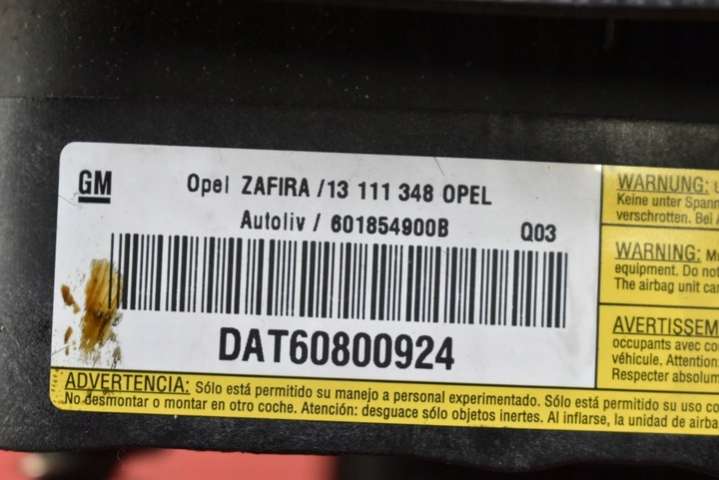 GM
Opel ZAFIRA /13 111 348 OPEL
Autoliv / 601854900B
Q03
DAT60800924
WARNUNG:
Keine unter Spann
verschrotten. Bei
WARNING: M
equipment. Do not
The airbag unit can
AVERTISSEM
occupants avec co
véhicule. Attention
Respecter absolum
ADVERTENCIA: Sólo está permitido su manejo a personal experimentado. Sólo está permitido su uso co
No desmontar o montar en otro coche. Atención: desguace sólo objetos inertes. Al inflarse, la unidad de airba